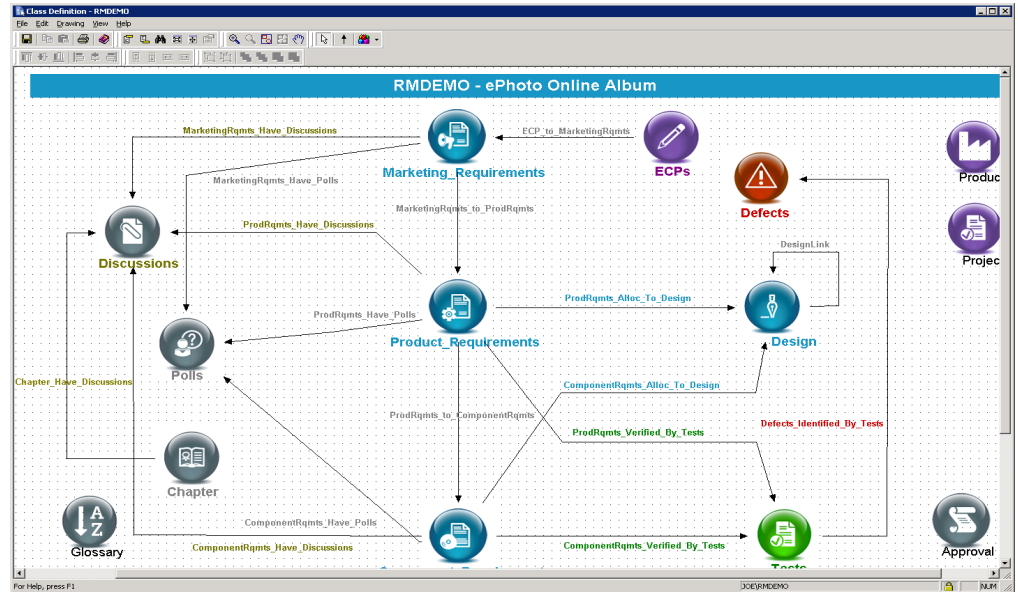 Class Definition - RMDEMO
File Edit Drawing View Help
RMDEMO - ePhoto Online Album
MarketingRqmts_Have_Discussions
ECP_to_MarketingRqmts
Marketing_Requirements
ECPs
Produc
MarketingRqmts_Have_Polls
Defects
MarketingRqmts_to_ProdRqmts
ProdRqmts_Have_Discussions
DesignLink
Discussions
Projec
ProdRqmts_Alloc_To_Design
ProdRqmts_Have_Polls
Product_Requirements
Design
Polls
Chapter_Have_Discussions
ComponentRqmts_Alloc_To_Design
ProdRqmts_to_ComponentRqmts
Defects_Identified_By_Tests
ProdRqmts_Verified_By_Tests
Chapter
A
Z
ComponentRqmts_Have_Polls
Glossary
ComponentRqmts_Have_Discussions
ComponentRqmts_Verified_By_Tests
Approval
Tests
For Help, press F1
JOE\RMDEMO
NUM